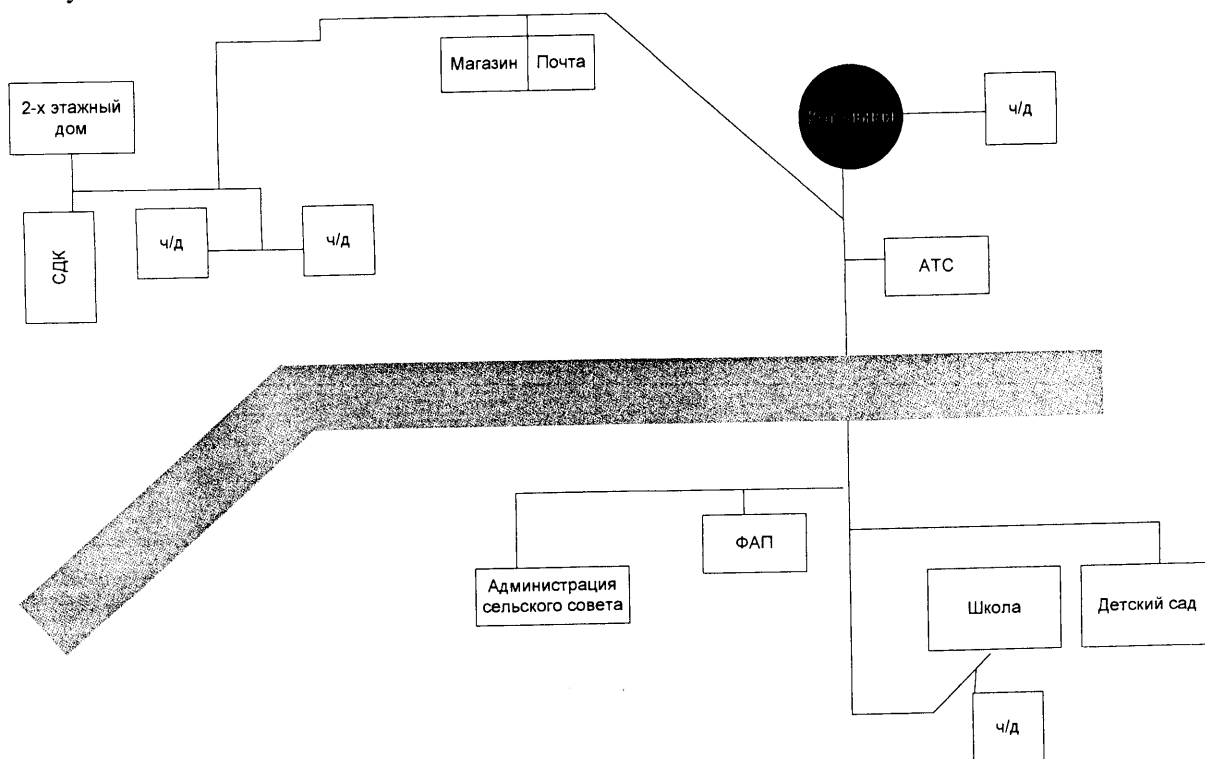 Магазин
Почта
2-х этажный
дом
ч/д
ч/д
ч/д
СДК
АТС
ФАП
Администрация
сельского совета
Школа
Детский сад
ч/д